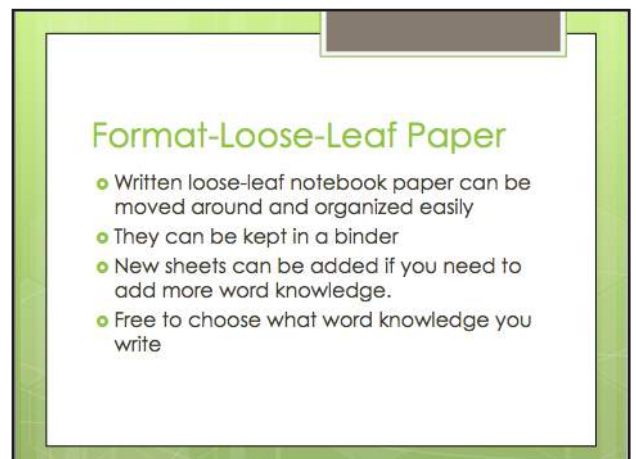 Format-Loose-Leaf Paper
Written loose-leaf notebook paper can be
moved around and organized easily
They can be kept in a binder
New sheets can be added if you need to
add more word knowledge.
Free to choose what word knowledge you
write